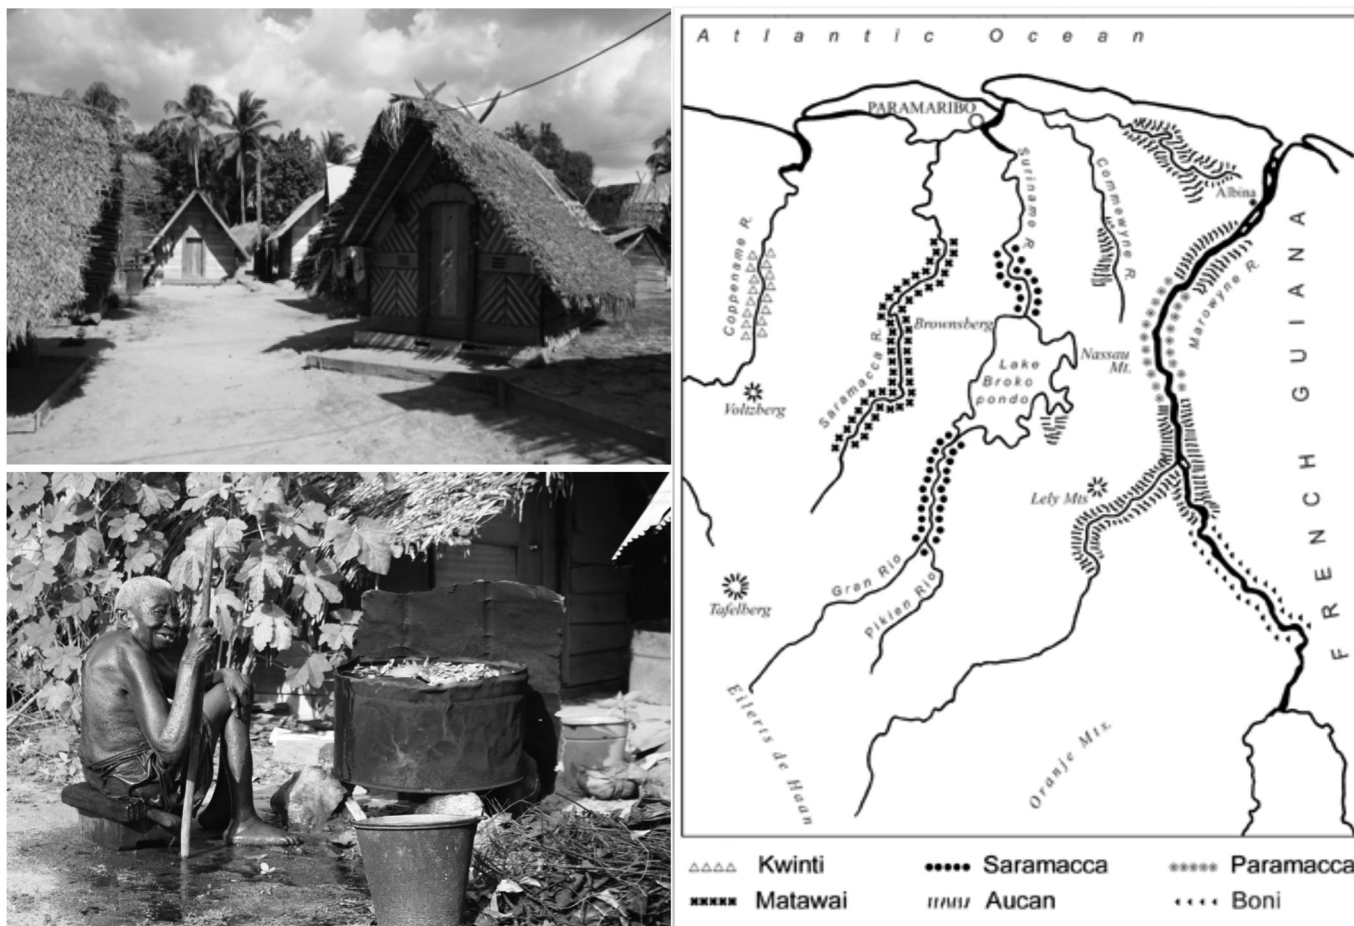 Atlantic Ocean
PARAMARIBO
Suriname R.
Commewyne R.
Albina
Coppename R.
Marowyne R.
FRENCH GUIANA
Saramacca R.
Brownsberg
Nassau
Mt.
Lake
Broko
pondo
Voltzberg
Lely Mts
Gran Rio
Pikien Rio
Tafelberg
Eilerts de Haan
Oranje Mts.
Kwinti
Saramacca
Paramacca
Matawai
Aucan
Boni